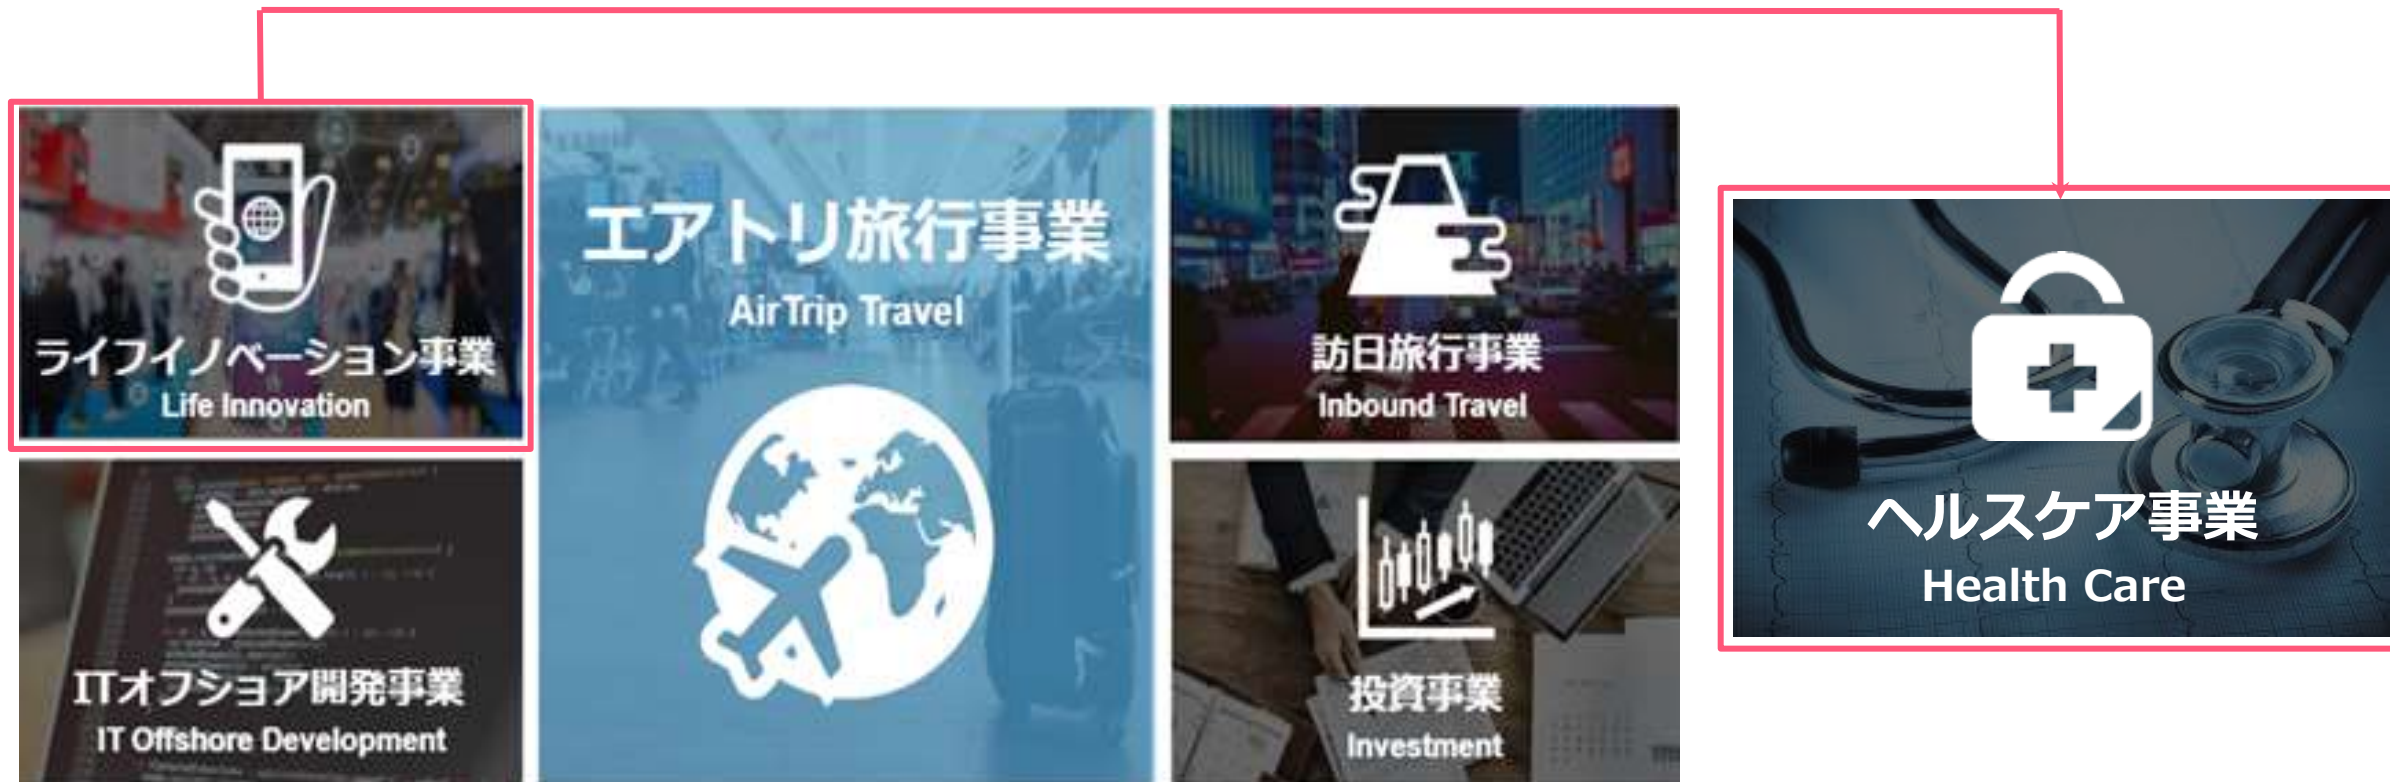 ライフイノベーション事業
Life Innovation
エアトリ旅行事業
AirTrip Travel
訪日旅行事業
Inbound Travel
ITオフショア開発事業
IT Offshore Development
投資事業
Investment
ヘルスケア事業
Health Care